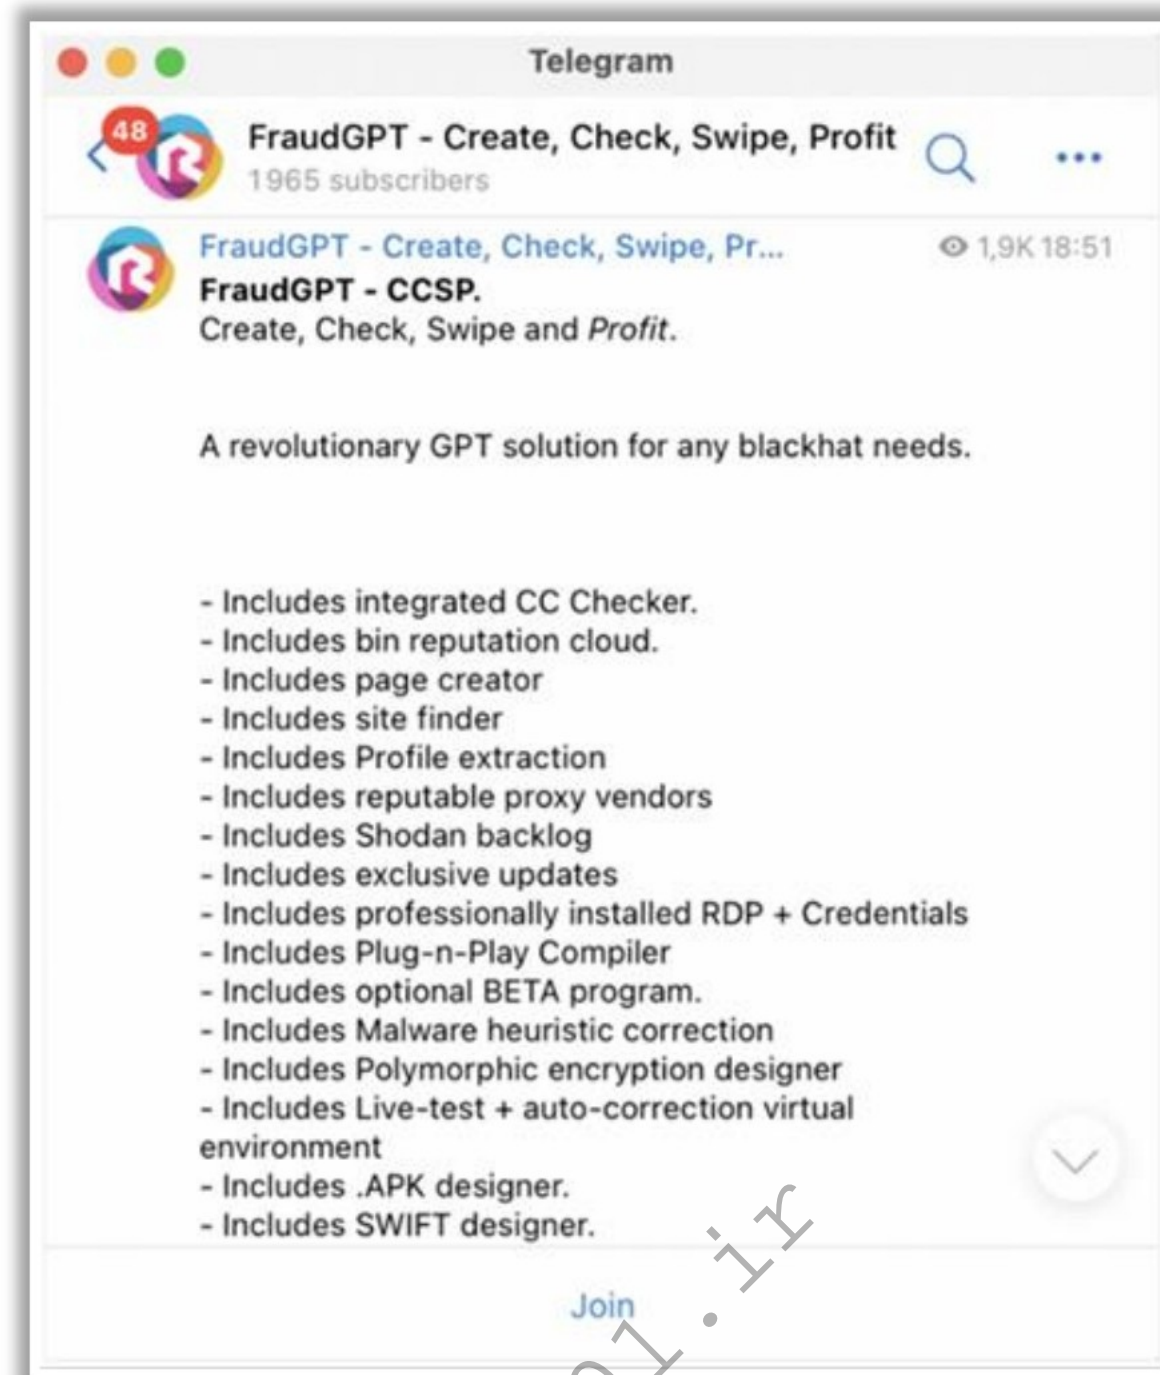 Telegram
48
FraudGPT - Create, Check, Swipe, Profit
1965 subscribers
FraudGPT - Create, Check, Swipe, Pr...
1,9K 18:51
FraudGPT - CCSP.
Create, Check, Swipe and Profit.
A revolutionary GPT solution for any blackhat needs.
- Includes integrated CC Checker.
- Includes bin reputation cloud.
- Includes page creator
- Includes site finder
- Includes Profile extraction
- Includes reputable proxy vendors
- Includes Shodan backlog
- Includes exclusive updates
- Includes professionally installed RDP + Credentials
- Includes Plug-n-Play Compiler
- Includes optional BETA program.
- Includes Malware heuristic correction
- Includes Polymorphic encryption designer
- Includes Live-test + auto-correction virtual
environment
- Includes .APK designer.
- Includes SWIFT designer.
Join